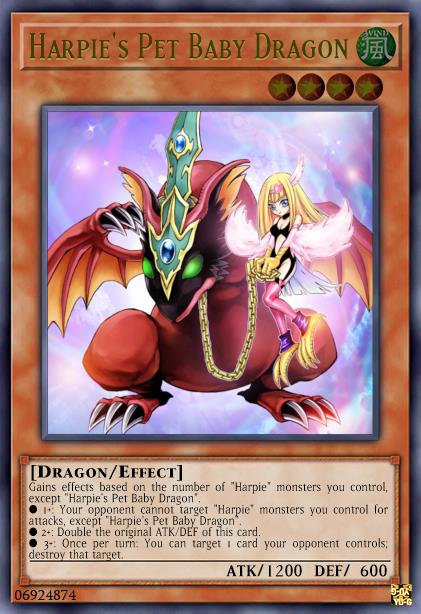 Harpie's Pet Baby Dragon
WIND
風
[Dragon/Effect]
Gains effects based on the number of "Harpie" monsters you control,
except "Harpie's Pet Baby Dragon".
● 1+: Your opponent cannot target "Harpie" monsters you control for
attacks, except "Harpie's Pet Baby Dragon".
● 2+: Double the original ATK/DEF of this card.
● 3+: Once per turn: You can target 1 card your opponent controls;
destroy that target.
ATK/1200 DEF/ 600
06924874